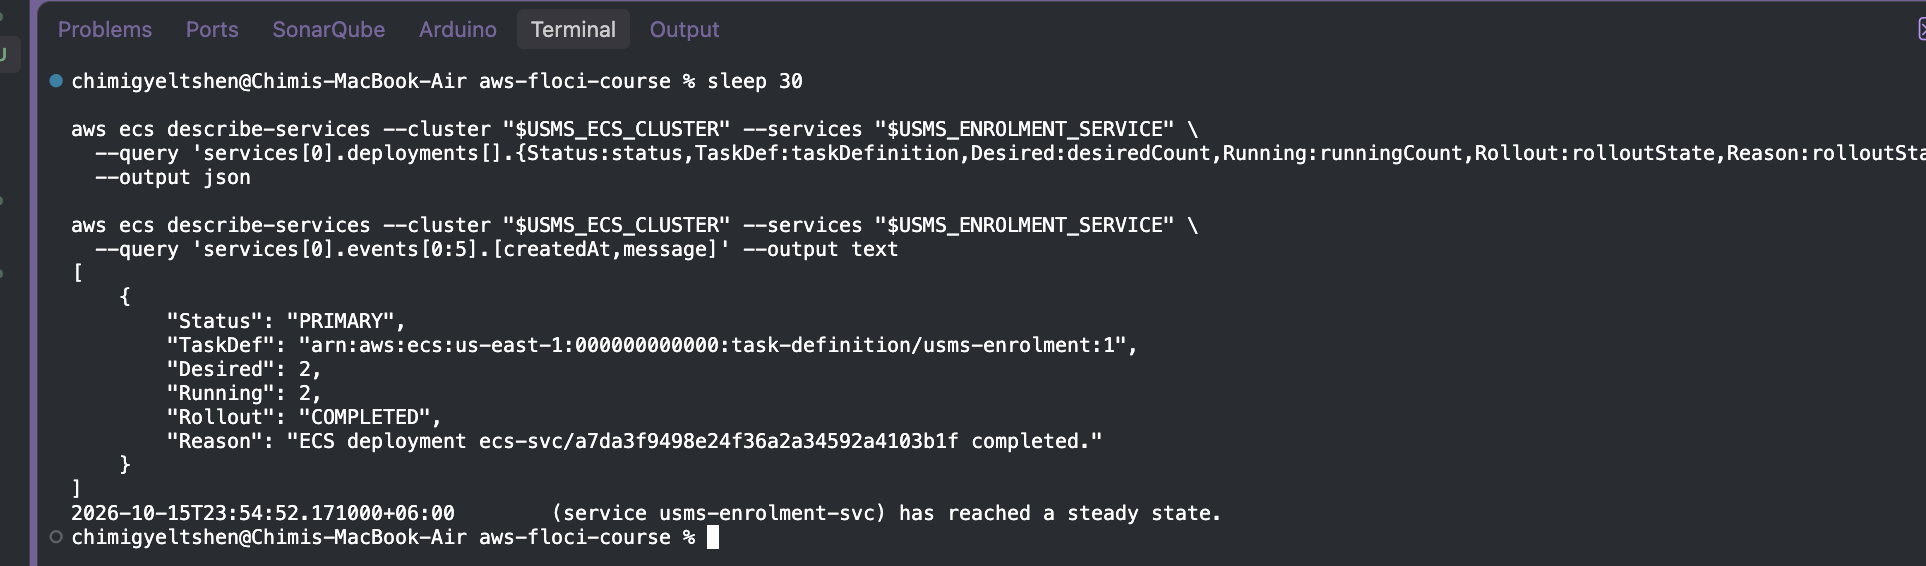 Problems Ports SonarQube Arduino Terminal Output
chimigyeltshen@Chimis-MacBook-Air aws-floci-course % sleep 30
aws ecs describe-services --cluster "$USMS_ECS_CLUSTER" --services "$USMS_ENROLMENT_SERVICE" \
  --query 'services[0].deployments[].{Status:status,TaskDef:taskDefinition,Desired:desiredCount,Running:runningCount,Rollout:rolloutState,Reason:rolloutSta
  --output json
aws ecs describe-services --cluster "$USMS_ECS_CLUSTER" --services "$USMS_ENROLMENT_SERVICE" \
  --query 'services[0].events[0:5].[createdAt,message]' --output text
[
    {
        "Status": "PRIMARY",
        "TaskDef": "arn:aws:ecs:us-east-1:000000000000:task-definition/usms-enrolment:1",
        "Desired": 2,
        "Running": 2,
        "Rollout": "COMPLETED",
        "Reason": "ECS deployment ecs-svc/a7da3f9498e24f36a2a34592a4103b1f completed."
    }
]
2026-10-15T23:54:52.171000+06:00        (service usms-enrolment-svc) has reached a steady state.
chimigyeltshen@Chimis-MacBook-Air aws-floci-course %